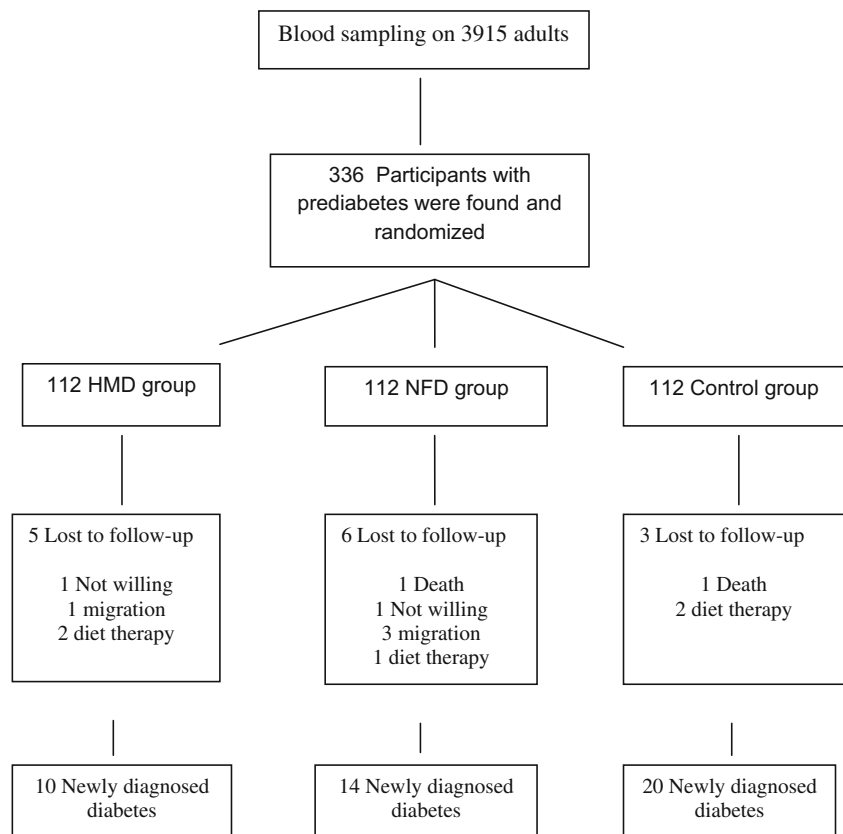 Blood sampling on 3915 adults
336 Participants with
prediabetes were found and
randomized
112 HMD group
112 NFD group
112 Control group
5 Lost to follow-up
1 Not willing
1 migration
2 diet therapy
6 Lost to follow-up
1 Death
1 Not willing
3 migration
1 diet therapy
3 Lost to follow-up
1 Death
2 diet therapy
10 Newly diagnosed
diabetes
14 Newly diagnosed
diabetes
20 Newly diagnosed
diabetes